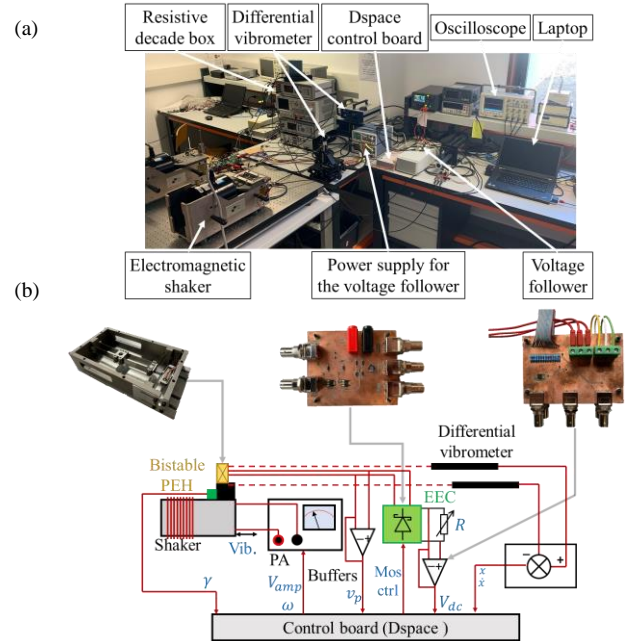 (a)
Resistive
decade box
Differential
vibrometer
Dspace
control board
Oscilloscope
Laptop
Electromagnetic
shaker
Power supply for
the voltage follower
Voltage
follower
(b)
Differential
vibrometer
Bistable
PEH
EEC
R
Shaker
Vib.
PA
Buffers
Mos
ctrl
γ
V_amp
ω
v_p
V_dc
x
ẋ
- +
- +
- +
Control board (Dspace )